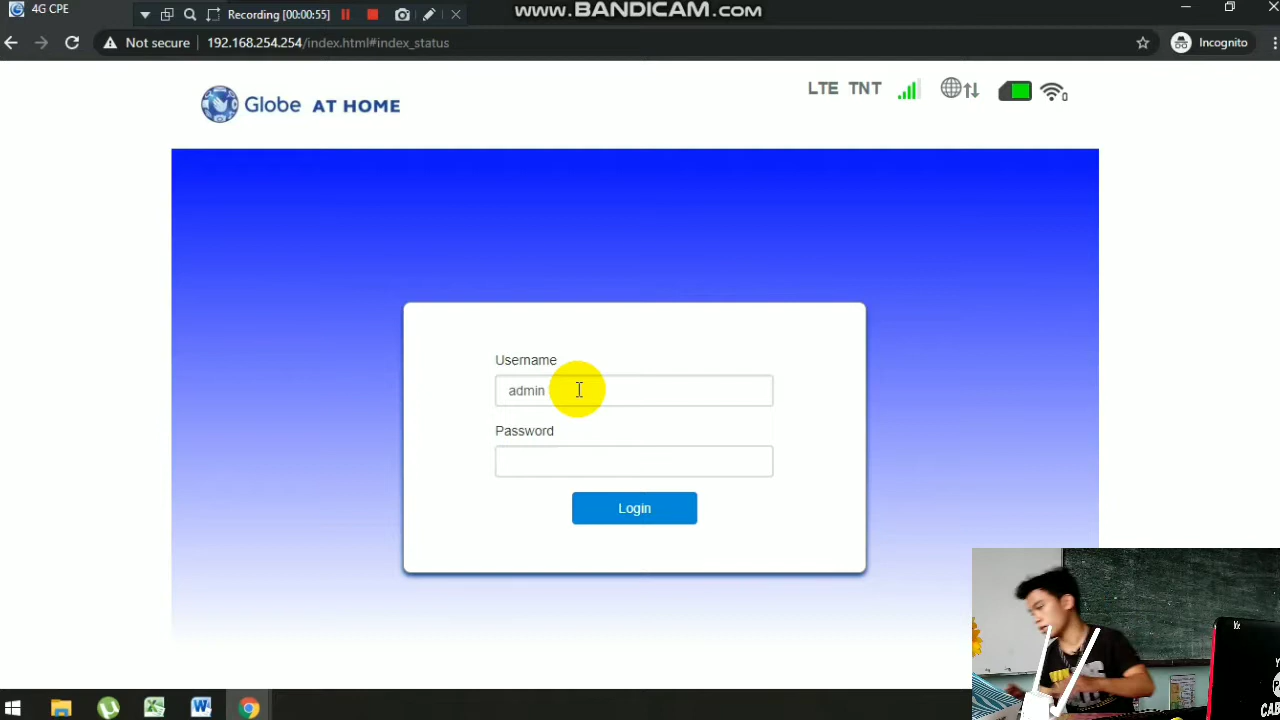 4G CPE
Recording [00:00:55]
www.BANDICAM.com
Not secure
192.168.254.254/index.html#index_status
Incognito
Globe AT HOME
LTE TNT
0
Username
admin
Password
Login